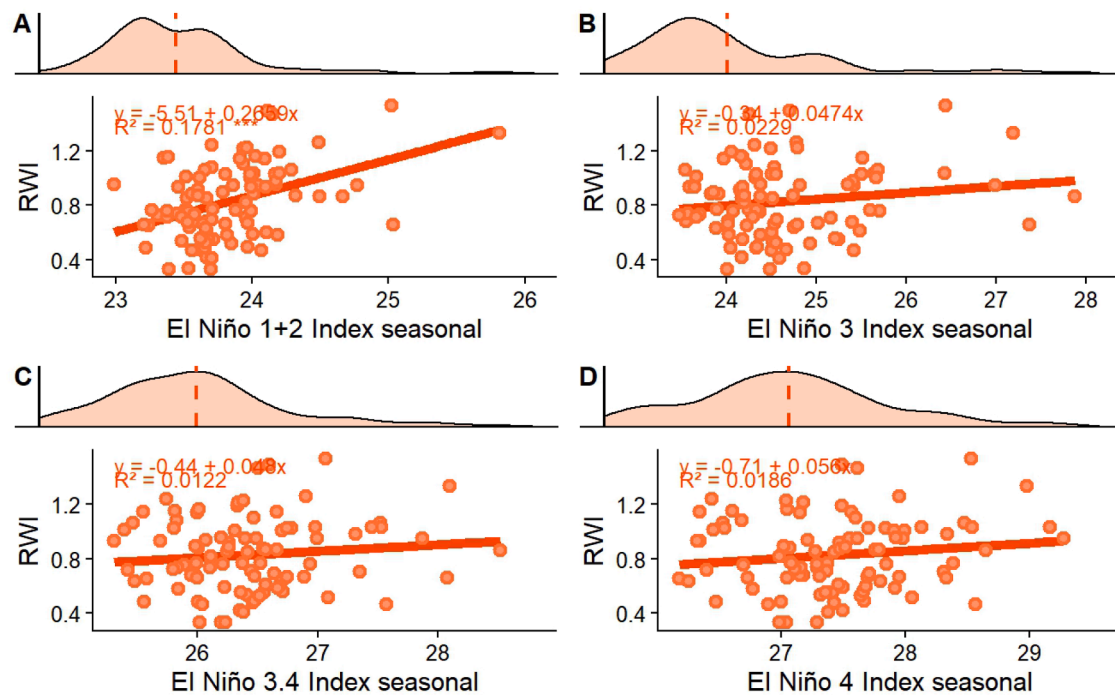 A
y = -5.51 + 0.2659x
R² = 0.1781 ***
RWI
1.2
0.8
0.4
23 24 25 26
El Niño 1+2 Index seasonal
B
y = -0.34 + 0.0474x
R² = 0.0229
RWI
1.2
0.8
0.4
24 25 26 27 28
El Niño 3 Index seasonal
C
y = -0.44 + 0.048x
R² = 0.0122
RWI
1.2
0.8
0.4
26 27 28
El Niño 3.4 Index seasonal
D
y = -0.71 + 0.056x
R² = 0.0186
RWI
1.2
0.8
0.4
27 28 29
El Niño 4 Index seasonal